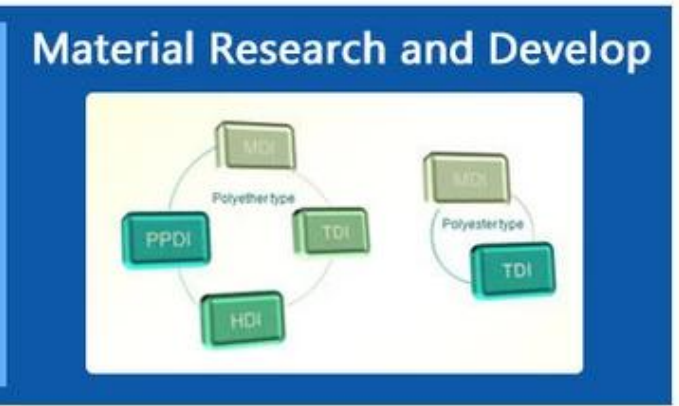 Material Research and Develop
MDI
Polyether type
PPDI
TDI
HDI
MDI
Polyester type
TDI